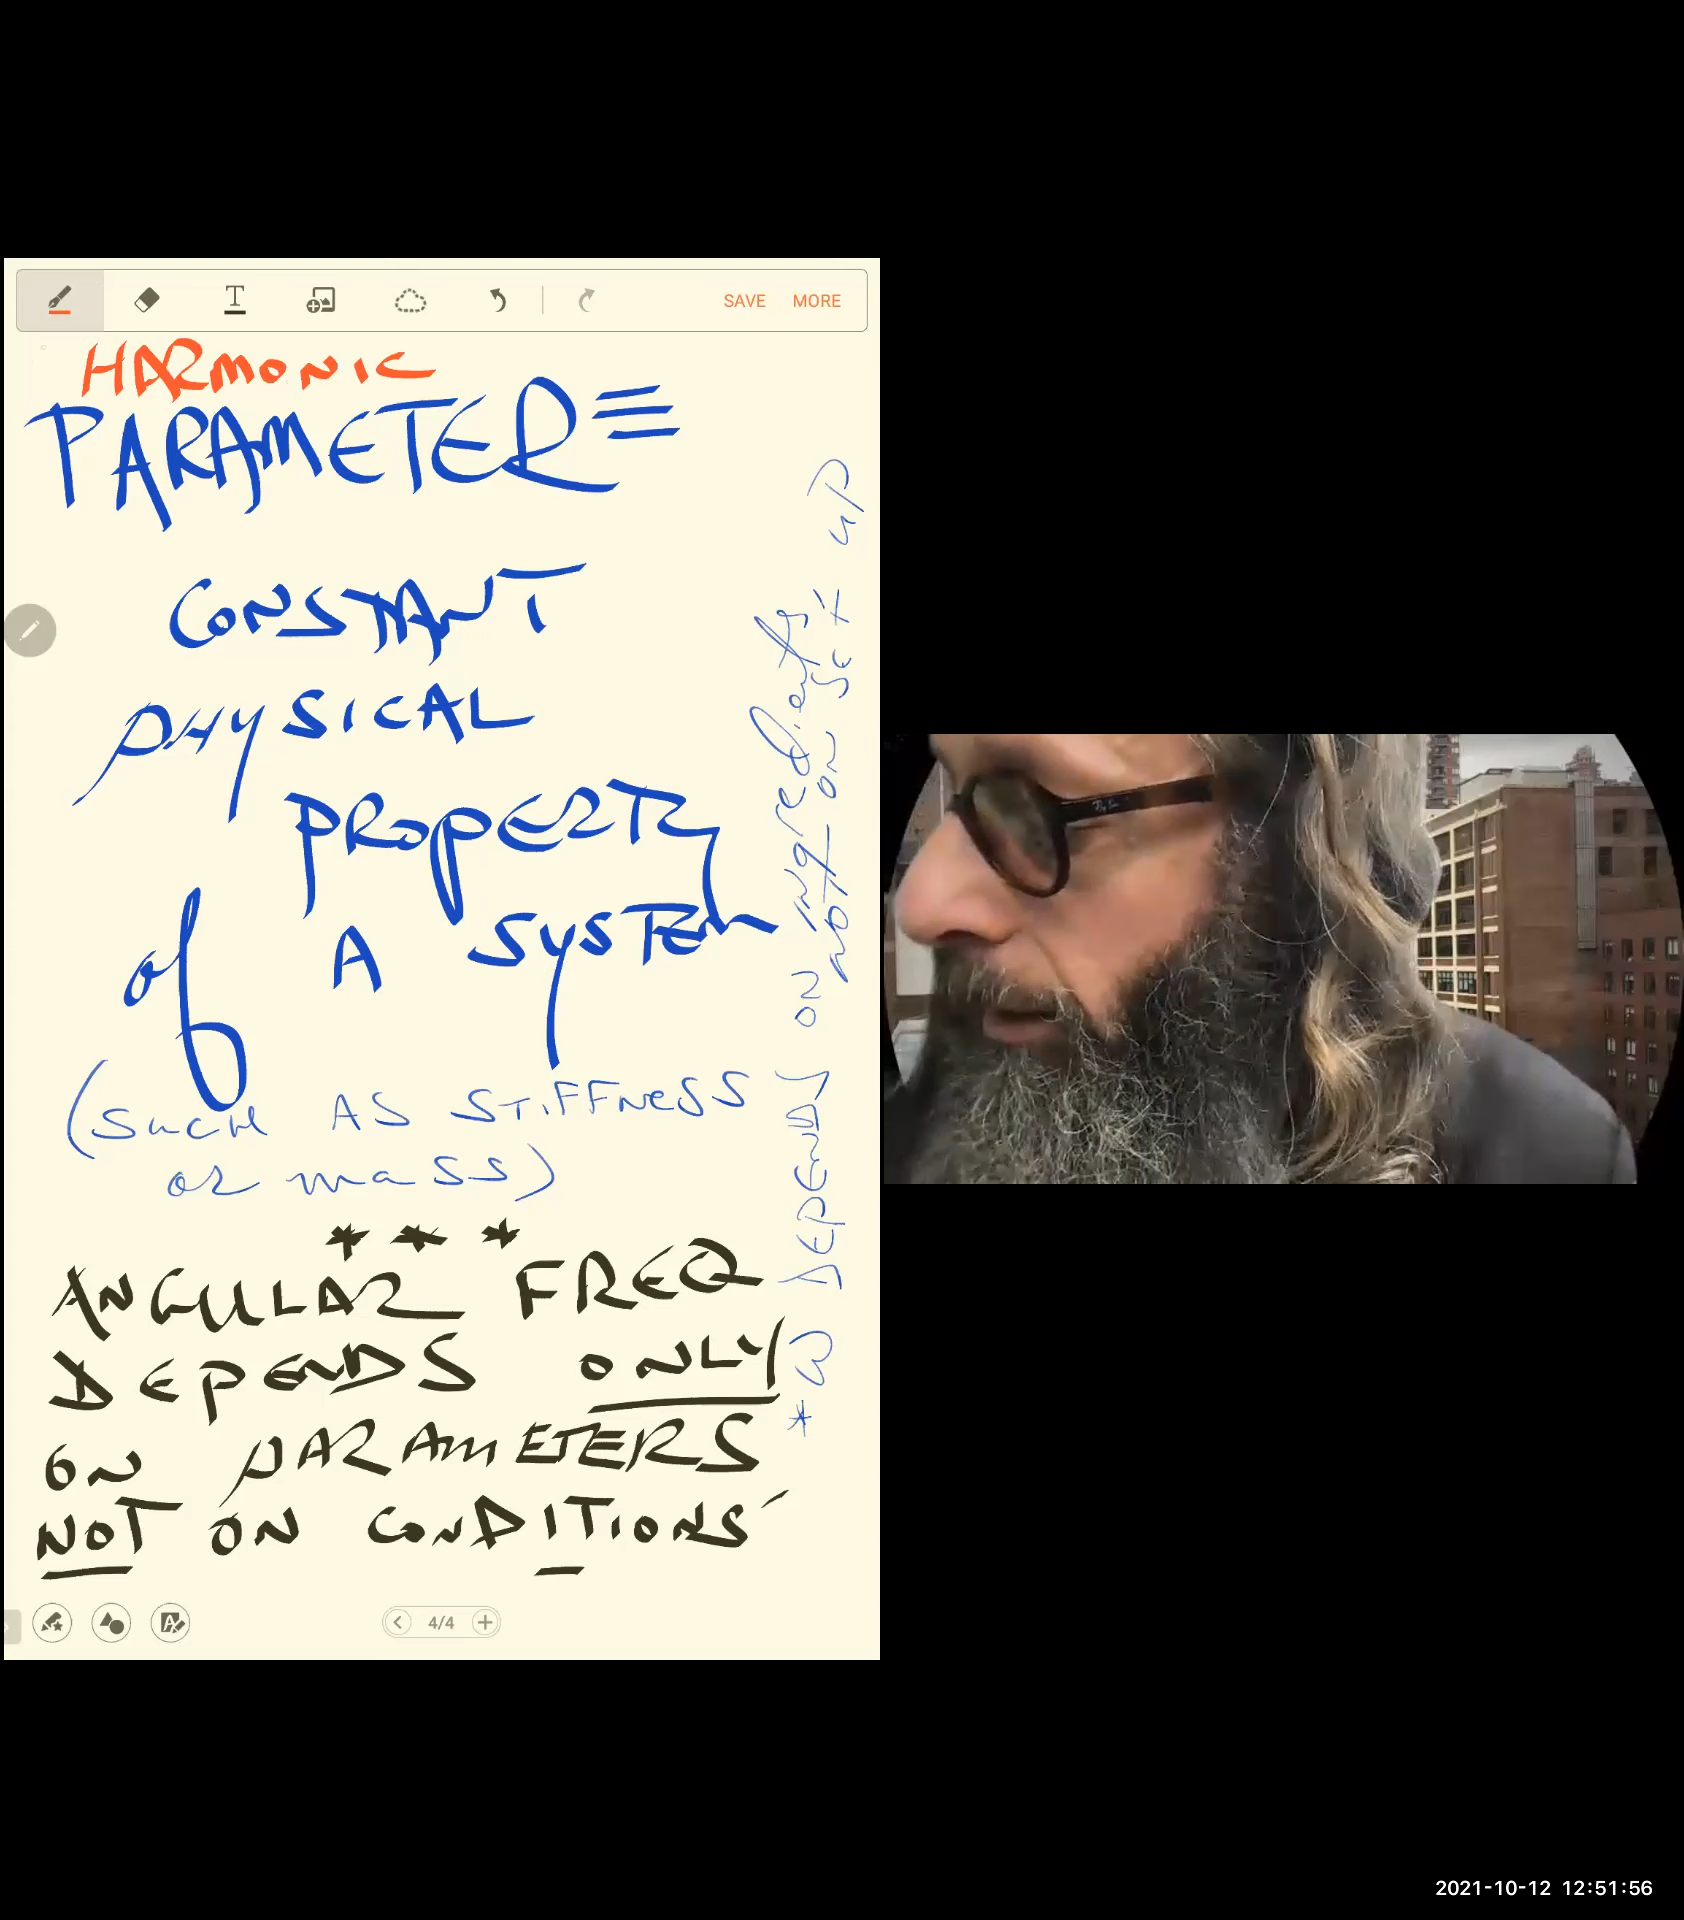 T SAVE MORE
HARMONIC
PARAMETER ≡
CONSTANT
PHYSICAL
PROPERTY
of A SYSTEM
(SUCH AS STIFFNESS
OR MASS)
* * *
ANGULAR FREQ
DEPENDS ONLY
ON PARAMETERS
NOT ON CONDITIONS
* ω DEPENDS ON INgredients
NOT ON SET UP
4/4
Ray-Ban
2021-10-12 12:51:56